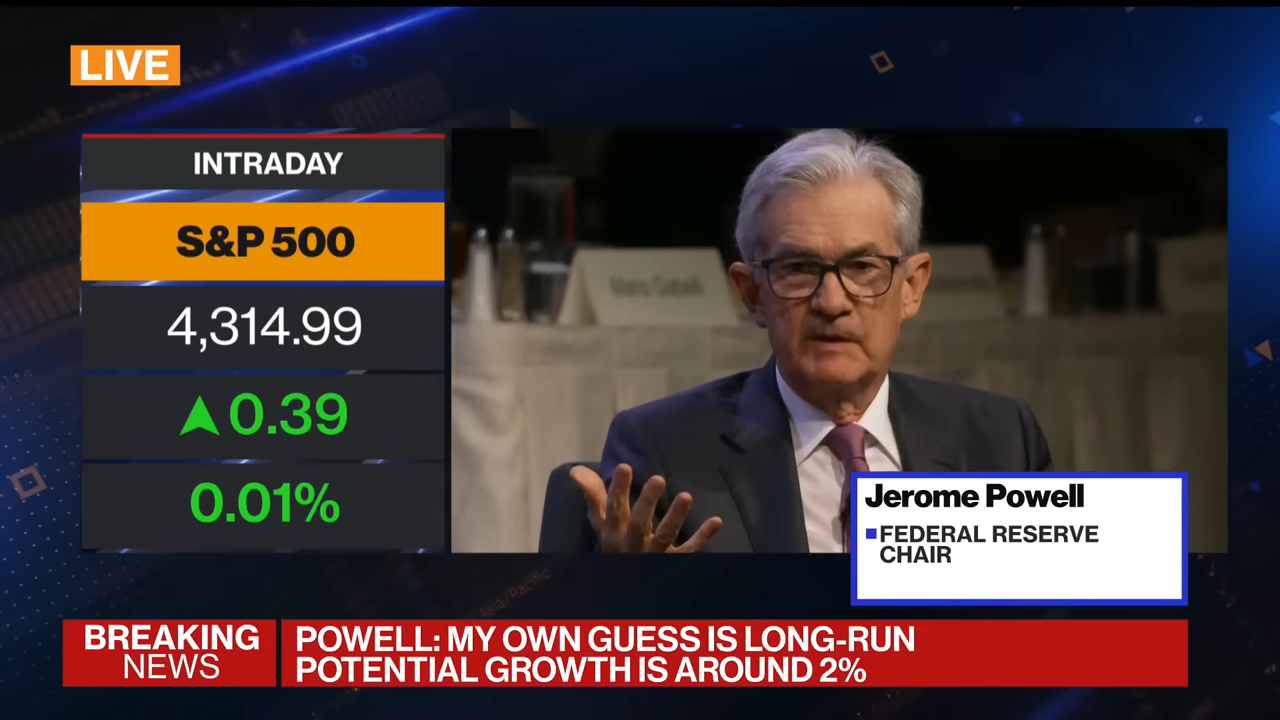 LIVE
INTRADAY
S&P 500
4,314.99
▲0.39
0.01%
Jerome Powell
FEDERAL RESERVE
CHAIR
BREAKING
NEWS
POWELL: MY OWN GUESS IS LONG-RUN
POTENTIAL GROWTH IS AROUND 2%